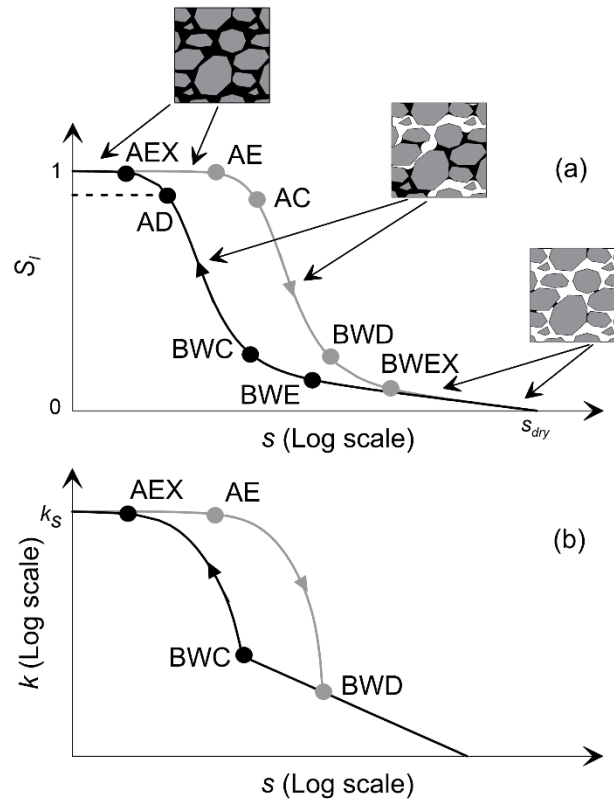 AEX
AE
(a)
1
AD
AC
S_l
BWC
BWD
BWE
BWEX
0
s (Log scale)
s_dry
AEX
AE
(b)
k_s
k (Log scale)
BWC
BWD
s (Log scale)